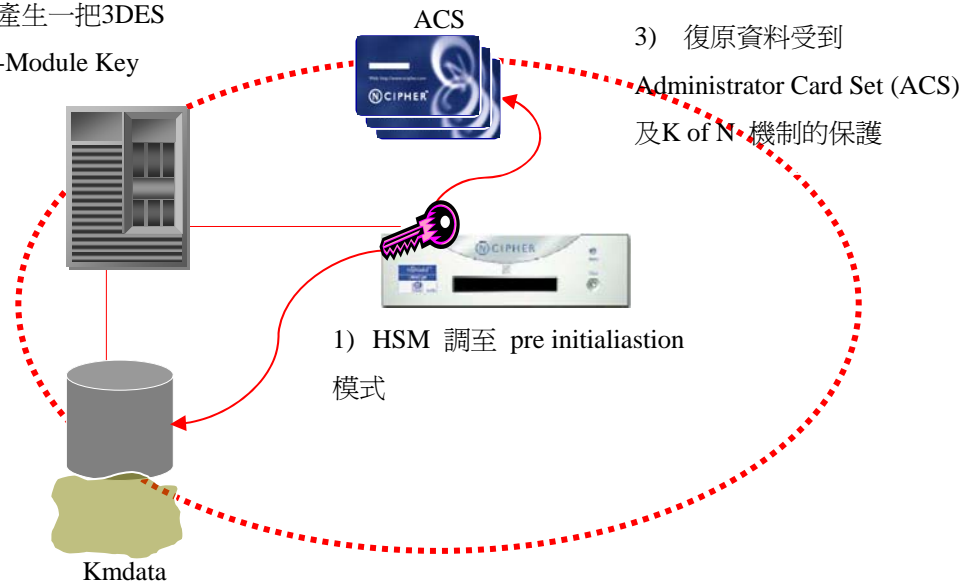 產生一把3DES
-Module Key
ACS
NCIPHER
3) 復原資料受到
Administrator Card Set (ACS)
及K of N 機制的保護
NCIPHER
1) HSM 調至 pre initialiastion
模式
Kmdata